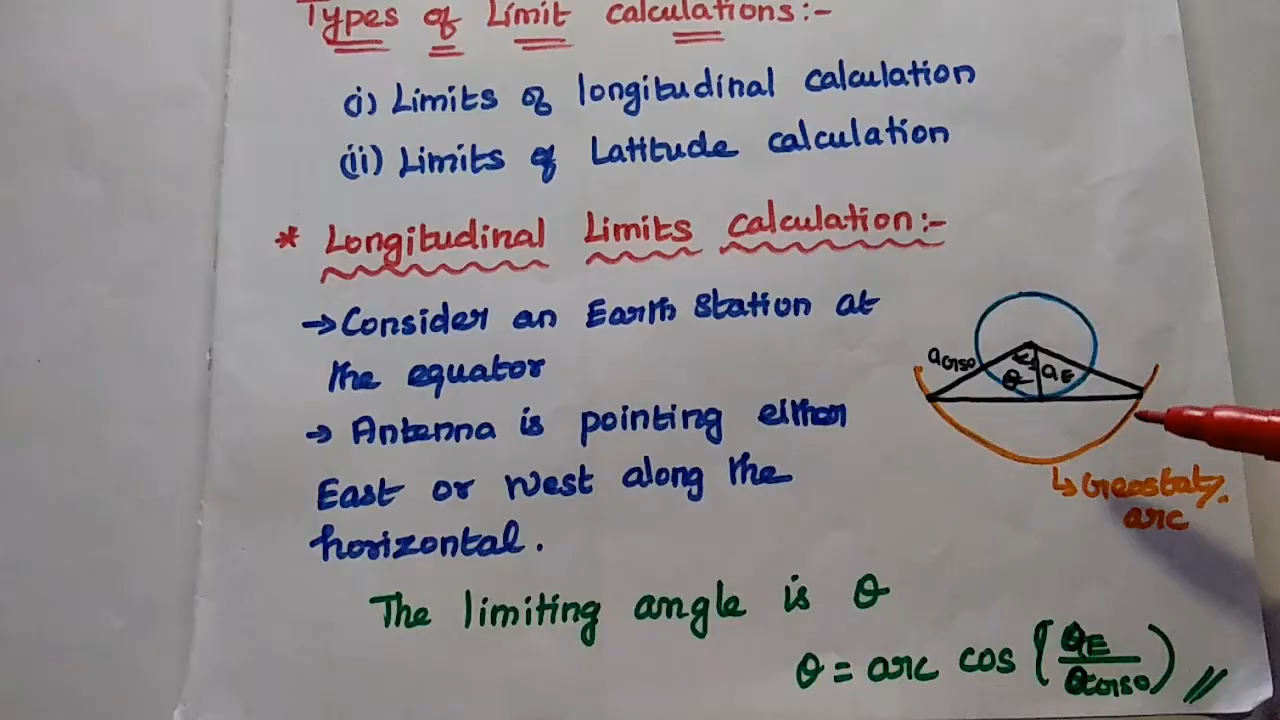 Types of Limit calculations:-
(i) Limits of longitudinal calculation
(ii) Limits of Latitude calculation
* Longitudinal Limits calculation:-
→ Consider an Earth station at
the equator
→ Antenna is pointing either
East or West along the
horizontal.
aGSO
θ
aE
↳ Geostaty.
arc
The limiting angle is θ
θ = arc cos (θE/θGSO) //